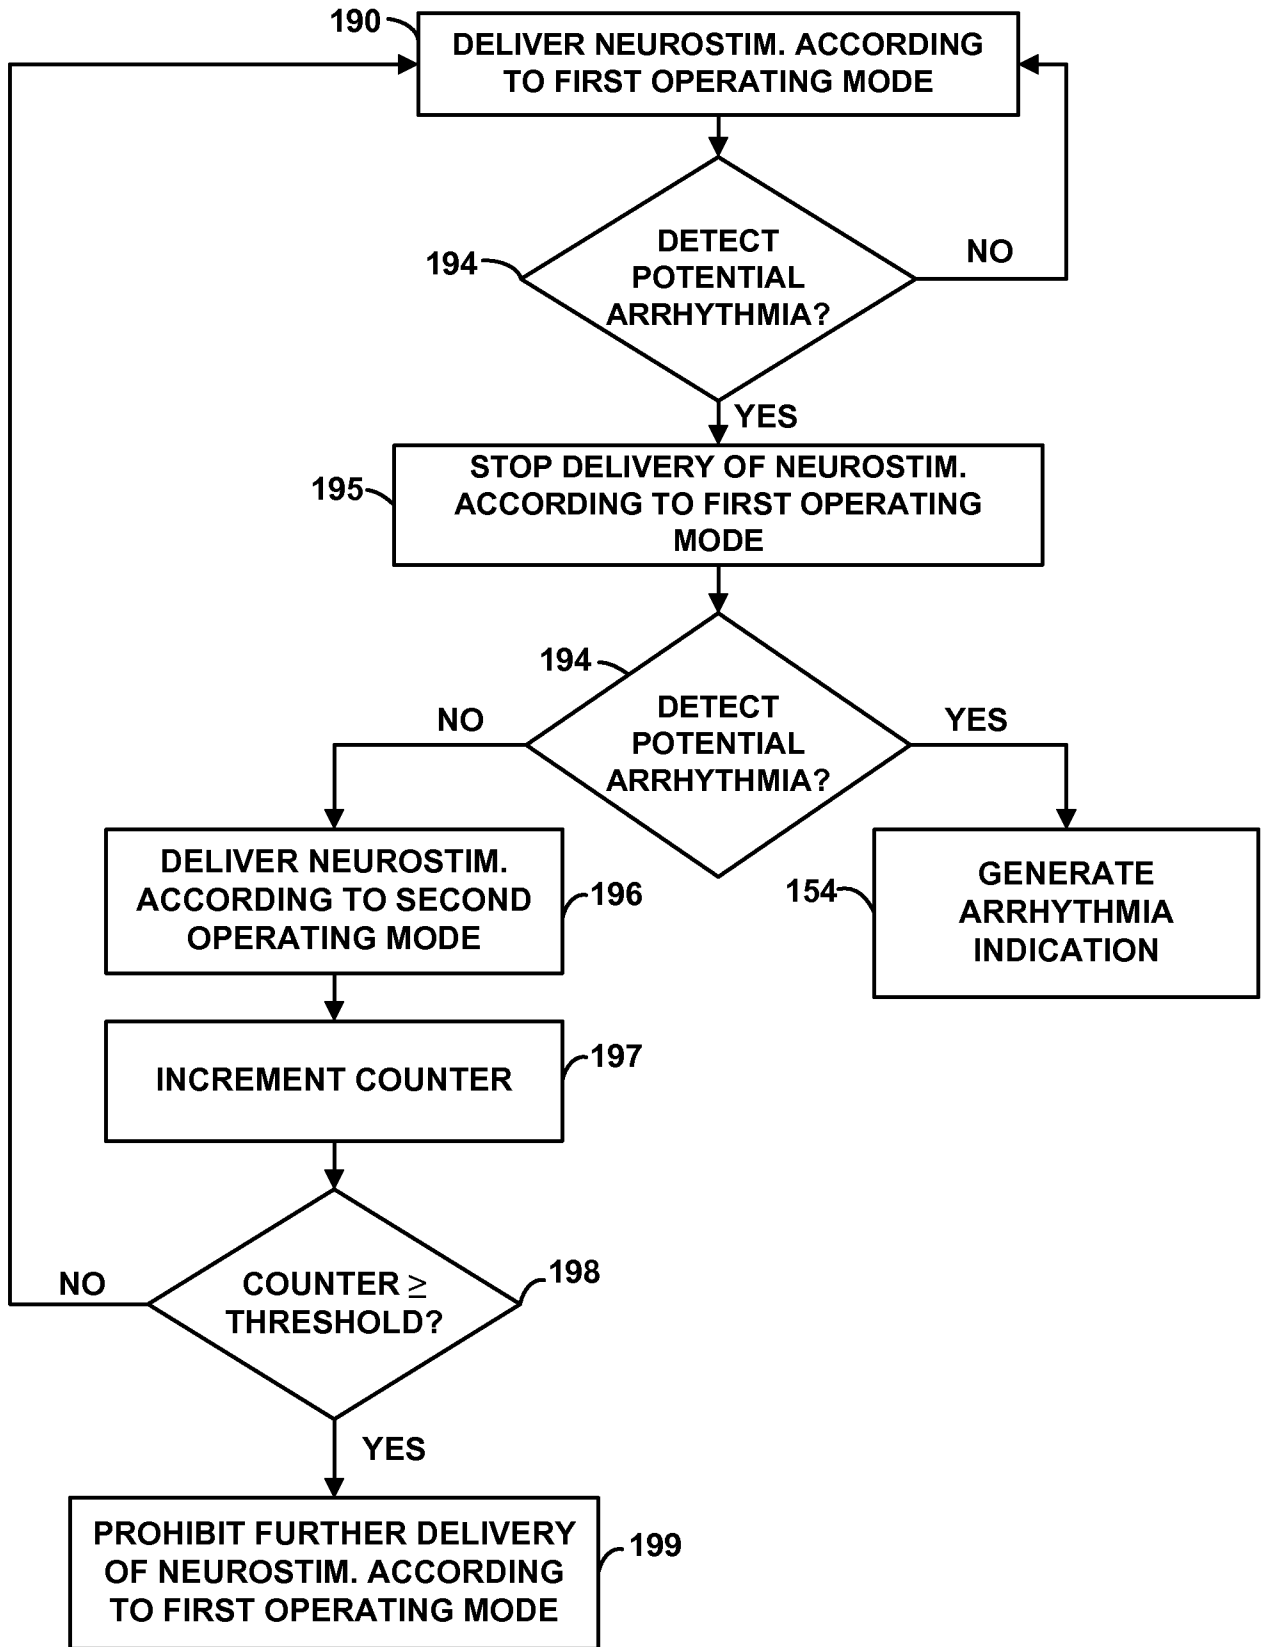 190
DELIVER NEUROSTIM. ACCORDING
TO FIRST OPERATING MODE
DETECT
POTENTIAL
ARRHYTHMIA?
194
NO
YES
195
STOP DELIVERY OF NEUROSTIM.
ACCORDING TO FIRST OPERATING
MODE
194
DETECT
POTENTIAL
ARRHYTHMIA?
NO
YES
DELIVER NEUROSTIM.
ACCORDING TO SECOND
OPERATING MODE
196
154
GENERATE
ARRHYTHMIA
INDICATION
INCREMENT COUNTER
197
NO
COUNTER ≥
THRESHOLD?
198
YES
PROHIBIT FURTHER DELIVERY
OF NEUROSTIM. ACCORDING
TO FIRST OPERATING MODE
199